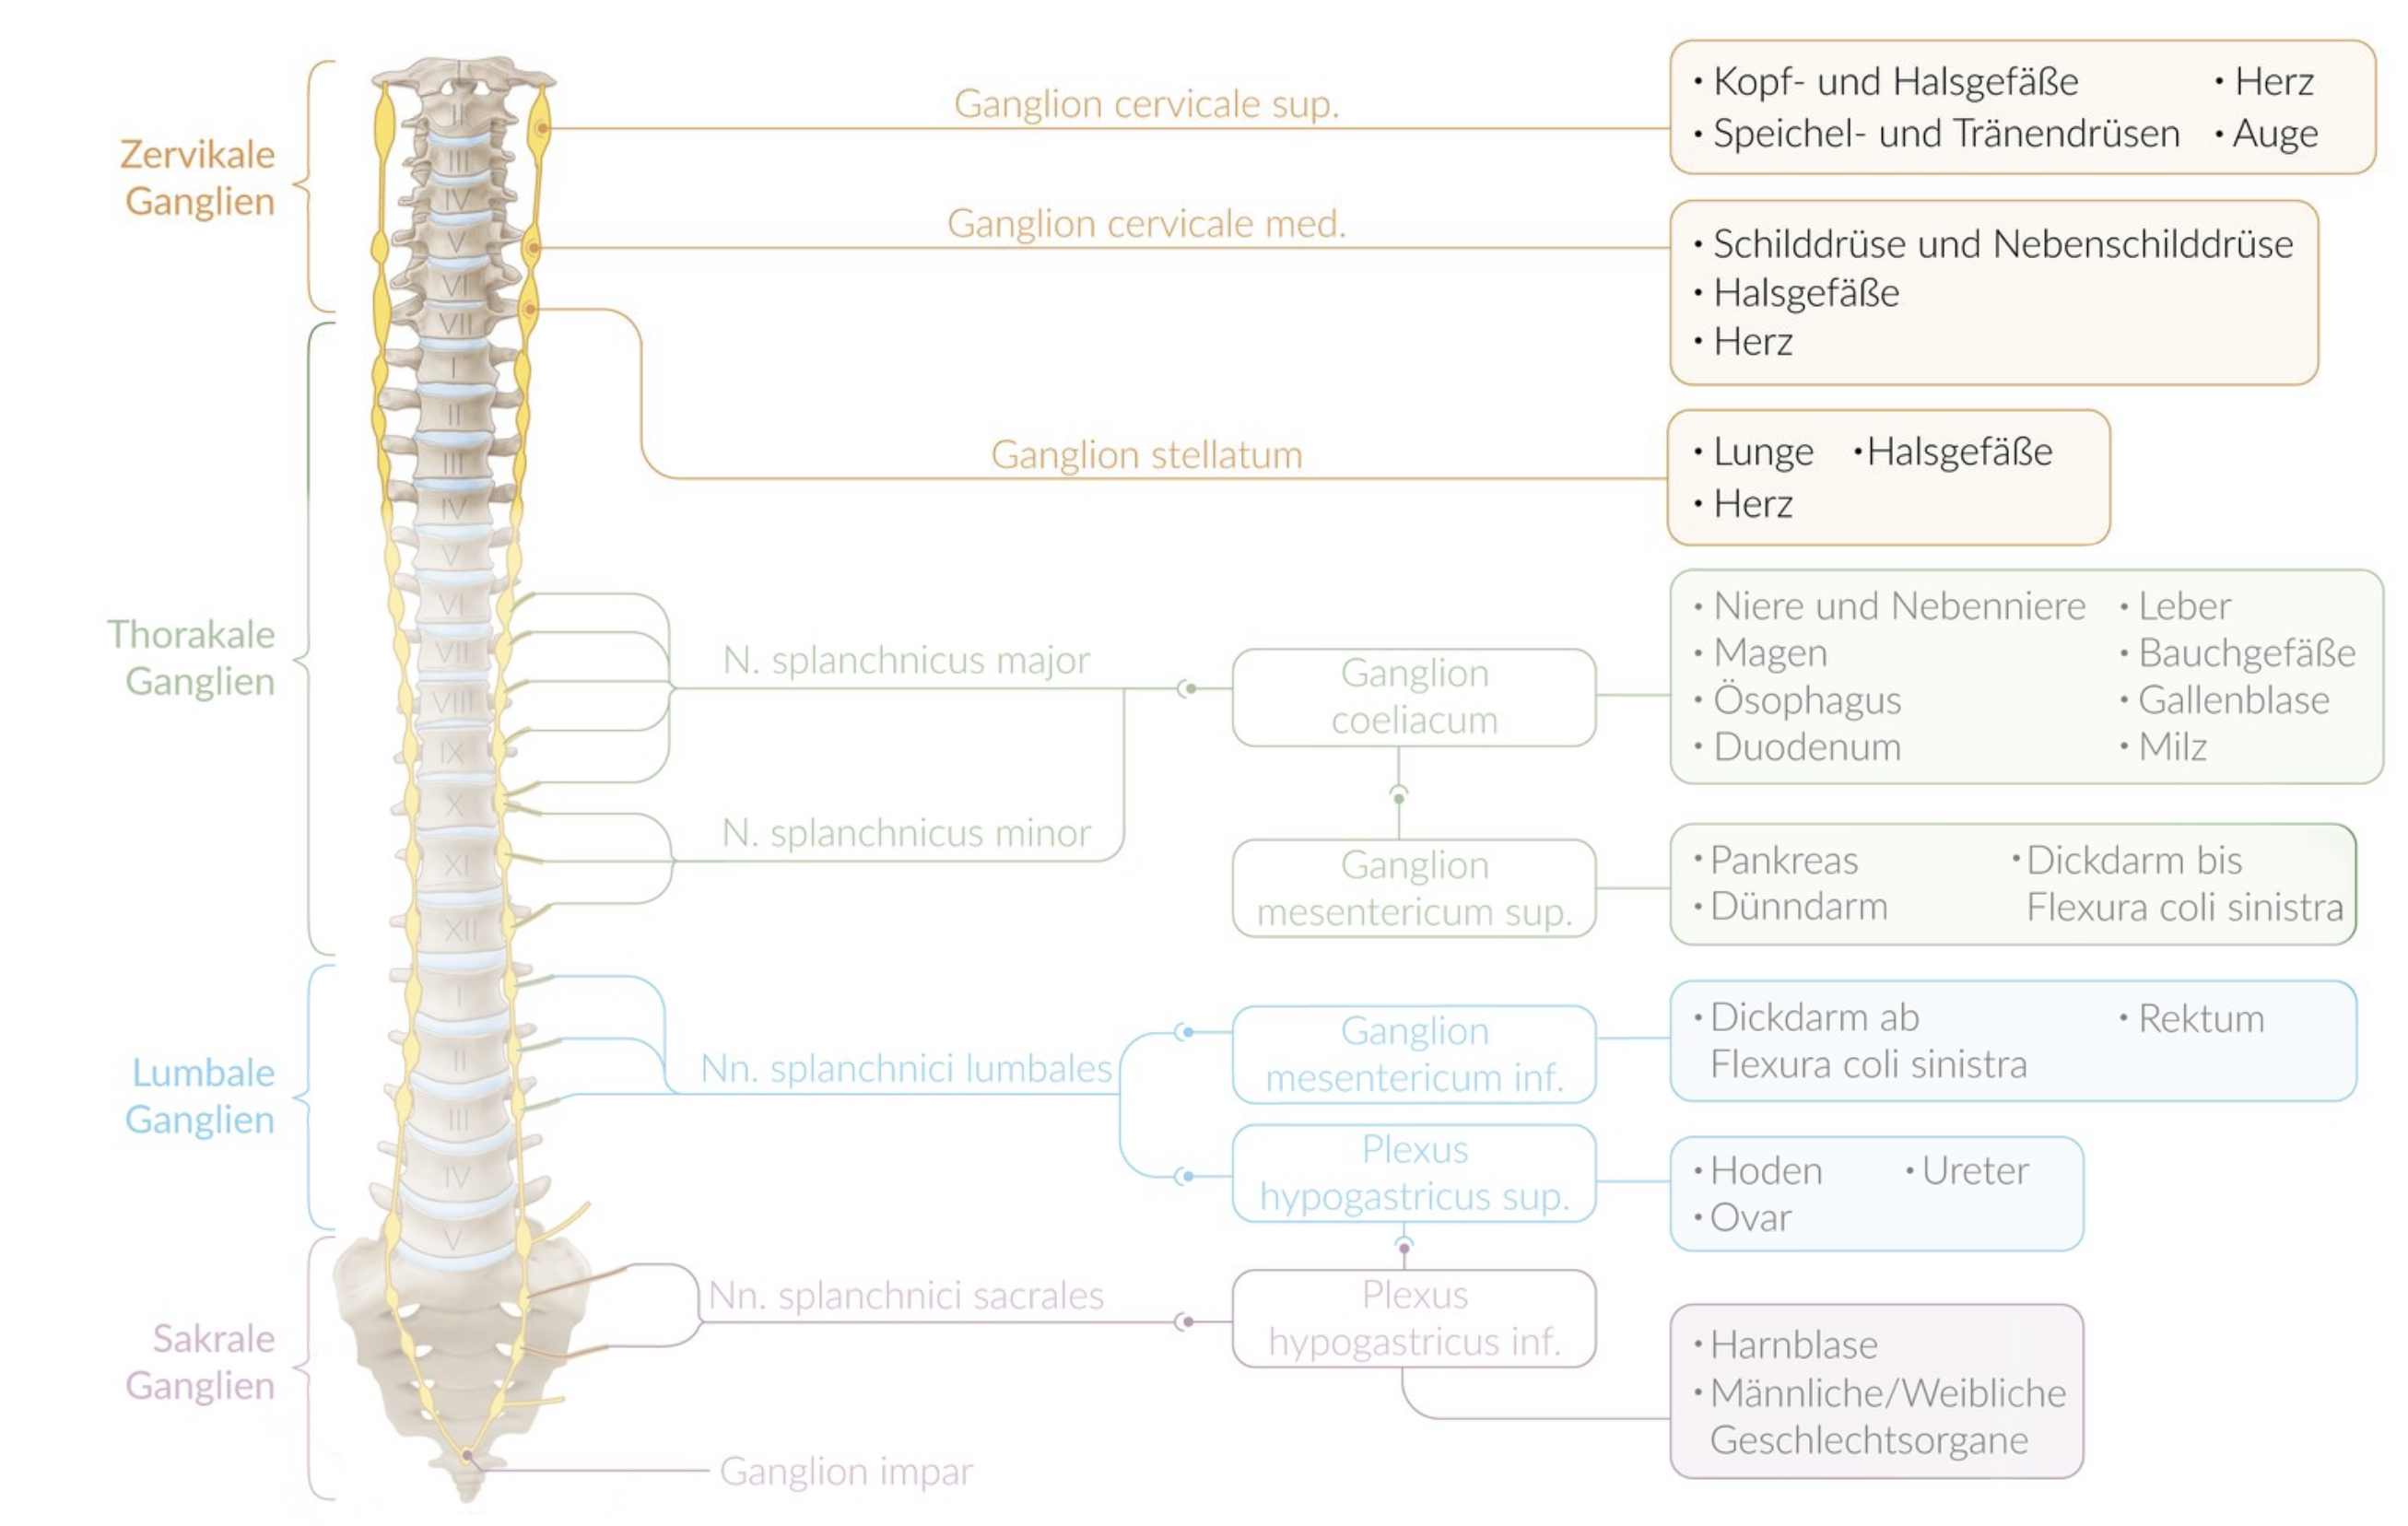 Zervikale
Ganglien
Thorakale
Ganglien
Lumbale
Ganglien
Sakrale
Ganglien
II
III
IV
V
VI
VII
I
II
III
IV
V
VI
VII
VIII
IX
X
XI
XII
I
II
III
IV
V
Ganglion cervicale sup.
• Kopf- und Halsgefäße • Herz
• Speichel- und Tränendrüsen • Auge
Ganglion cervicale med.
• Schilddrüse und Nebenschilddrüse
• Halsgefäße
• Herz
Ganglion stellatum
• Lunge • Halsgefäße
• Herz
N. splanchnicus major
N. splanchnicus minor
Ganglion
coeliacum
• Niere und Nebenniere • Leber
• Magen • Bauchgefäße
• Ösophagus • Gallenblase
• Duodenum • Milz
Ganglion
mesentericum sup.
• Pankreas • Dickdarm bis
• Dünndarm Flexura coli sinistra
Nn. splanchnici lumbales
Ganglion
mesentericum inf.
• Dickdarm ab • Rektum
Flexura coli sinistra
Plexus
hypogastricus sup.
• Hoden • Ureter
• Ovar
Nn. splanchnici sacrales
Plexus
hypogastricus inf.
• Harnblase
• Männliche/Weibliche
Geschlechtsorgane
Ganglion impar